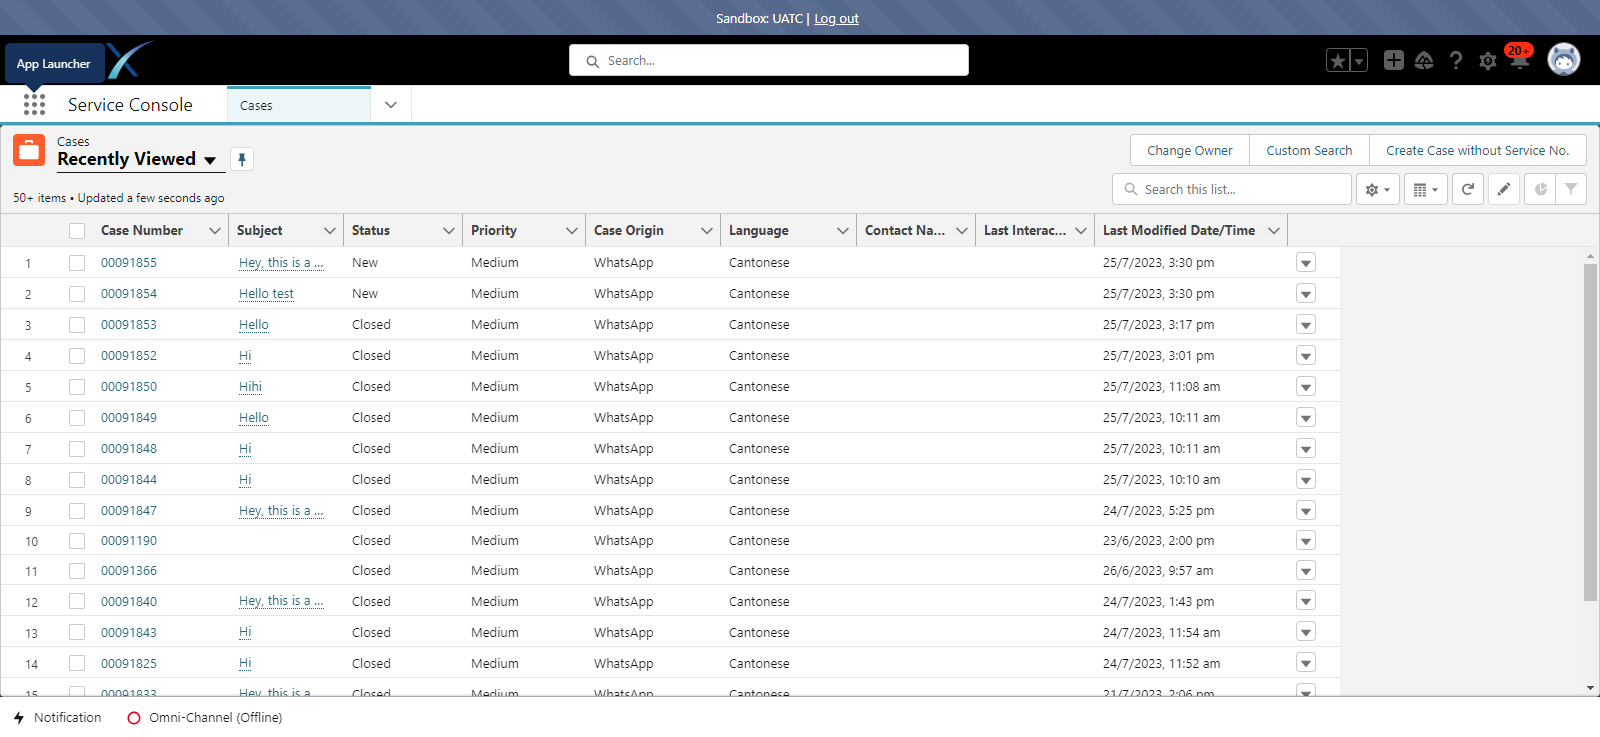 Sandbox: UATC | Log out
App Launcher
Search...
20+
Service Console
Cases
Cases
Recently Viewed
Change Owner
Custom Search
Create Case without Service No.
50+ items • Updated a few seconds ago
Search this list...
Case Number Subject Status Priority Case Origin Language Contact Na... Last Interac... Last Modified Date/Time
1 00091855 Hey, this is a ... New Medium WhatsApp Cantonese 25/7/2023, 3:30 pm
2 00091854 Hello test New Medium WhatsApp Cantonese 25/7/2023, 3:30 pm
3 00091853 Hello Closed Medium WhatsApp Cantonese 25/7/2023, 3:17 pm
4 00091852 Hi Closed Medium WhatsApp Cantonese 25/7/2023, 3:01 pm
5 00091850 Hihi Closed Medium WhatsApp Cantonese 25/7/2023, 11:08 am
6 00091849 Hello Closed Medium WhatsApp Cantonese 25/7/2023, 10:11 am
7 00091848 Hi Closed Medium WhatsApp Cantonese 25/7/2023, 10:11 am
8 00091844 Hi Closed Medium WhatsApp Cantonese 25/7/2023, 10:10 am
9 00091847 Hey, this is a ... Closed Medium WhatsApp Cantonese 24/7/2023, 5:25 pm
10 00091190 Closed Medium WhatsApp Cantonese 23/6/2023, 2:00 pm
11 00091366 Closed Medium WhatsApp Cantonese 26/6/2023, 9:57 am
12 00091840 Hey, this is a ... Closed Medium WhatsApp Cantonese 24/7/2023, 1:43 pm
13 00091843 Hi Closed Medium WhatsApp Cantonese 24/7/2023, 11:54 am
14 00091825 Hi Closed Medium WhatsApp Cantonese 24/7/2023, 11:52 am
15 00091833 Hey, this is a Closed Medium WhatsApp Cantonese 21/7/2023, 2:06 pm
Notification
Omni-Channel (Offline)